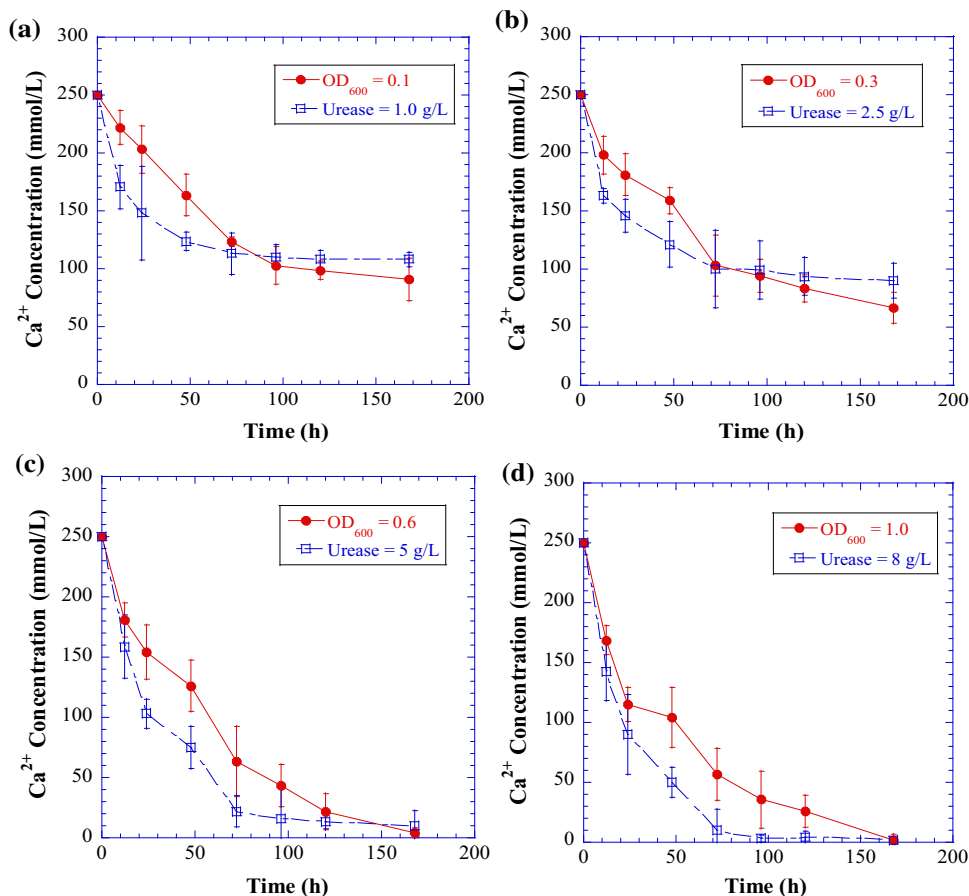 (a)
300
250
200
150
100
50
0
Ca²⁺ Concentration (mmol/L)
OD₆₀₀ = 0.1
Urease = 1.0 g/L
0 50 100 150 200
Time (h)
(b)
300
250
200
150
100
50
0
Ca²⁺ Concentration (mmol/L)
OD₆₀₀ = 0.3
Urease = 2.5 g/L
0 50 100 150 200
Time (h)
(c)
300
250
200
150
100
50
0
Ca²⁺ Concentration (mmol/L)
OD₆₀₀ = 0.6
Urease = 5 g/L
0 50 100 150 200
Time (h)
(d)
300
250
200
150
100
50
0
Ca²⁺ Concentration (mmol/L)
OD₆₀₀ = 1.0
Urease = 8 g/L
0 50 100 150 200
Time (h)